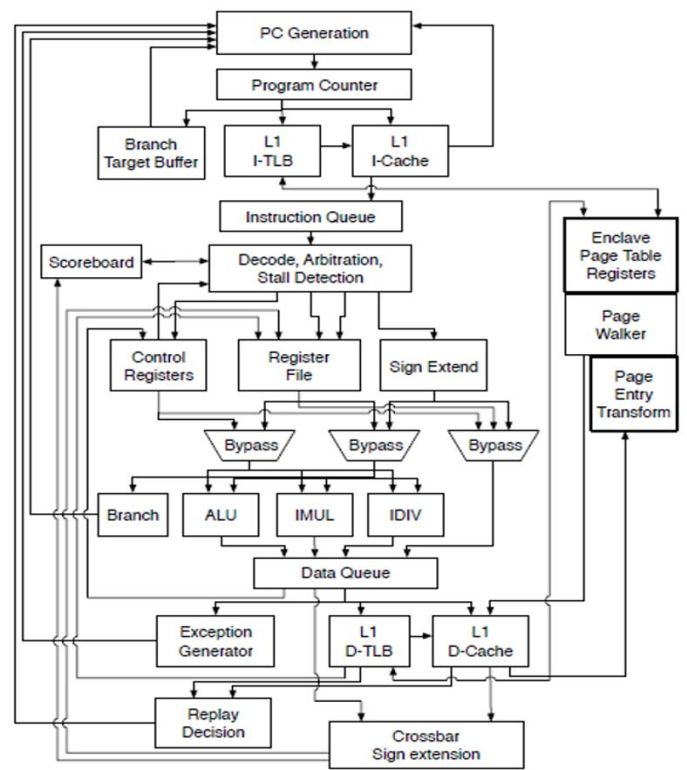 PC Generation
Program Counter
Branch
Target Buffer
L1
I-TLB
L1
I-Cache
Instruction Queue
Scoreboard
Decode, Arbitration,
Stall Detection
Enclave
Page Table
Registers
Page
Walker
Page
Entry
Transform
Control
Registers
Register
File
Sign Extend
Bypass
Bypass
Bypass
Branch
ALU
IMUL
IDIV
Data Queue
Exception
Generator
L1
D-TLB
L1
D-Cache
Replay
Decision
Crossbar
Sign extension